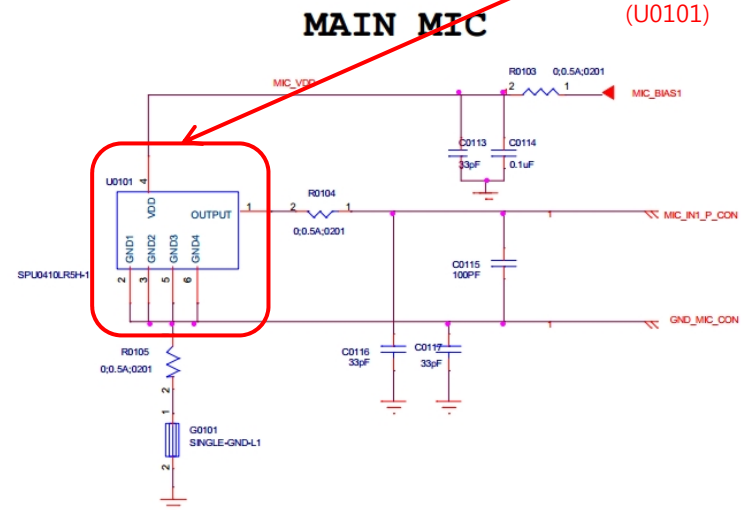 (U0101)
MAIN MIC
R0103 0;0.5A;0201
MIC_VDD
2 1
MIC_BIAS1
C0113 C0114
33pF 0.1uF
4
U0101
R0104
VDD
OUTPUT
1 2 1
1
MIC_IN1_P_CON
0;0.5A;0201
GND1 GND2 GND3 GND4
C0115
100PF
SPU0410LR5H-1
2 3 5 6
1
GND_MIC_CON
R0105
0;0.5A;0201
C0116 C0117
33pF 33pF
2
1
G0101
SINGLE-GND-L1
2